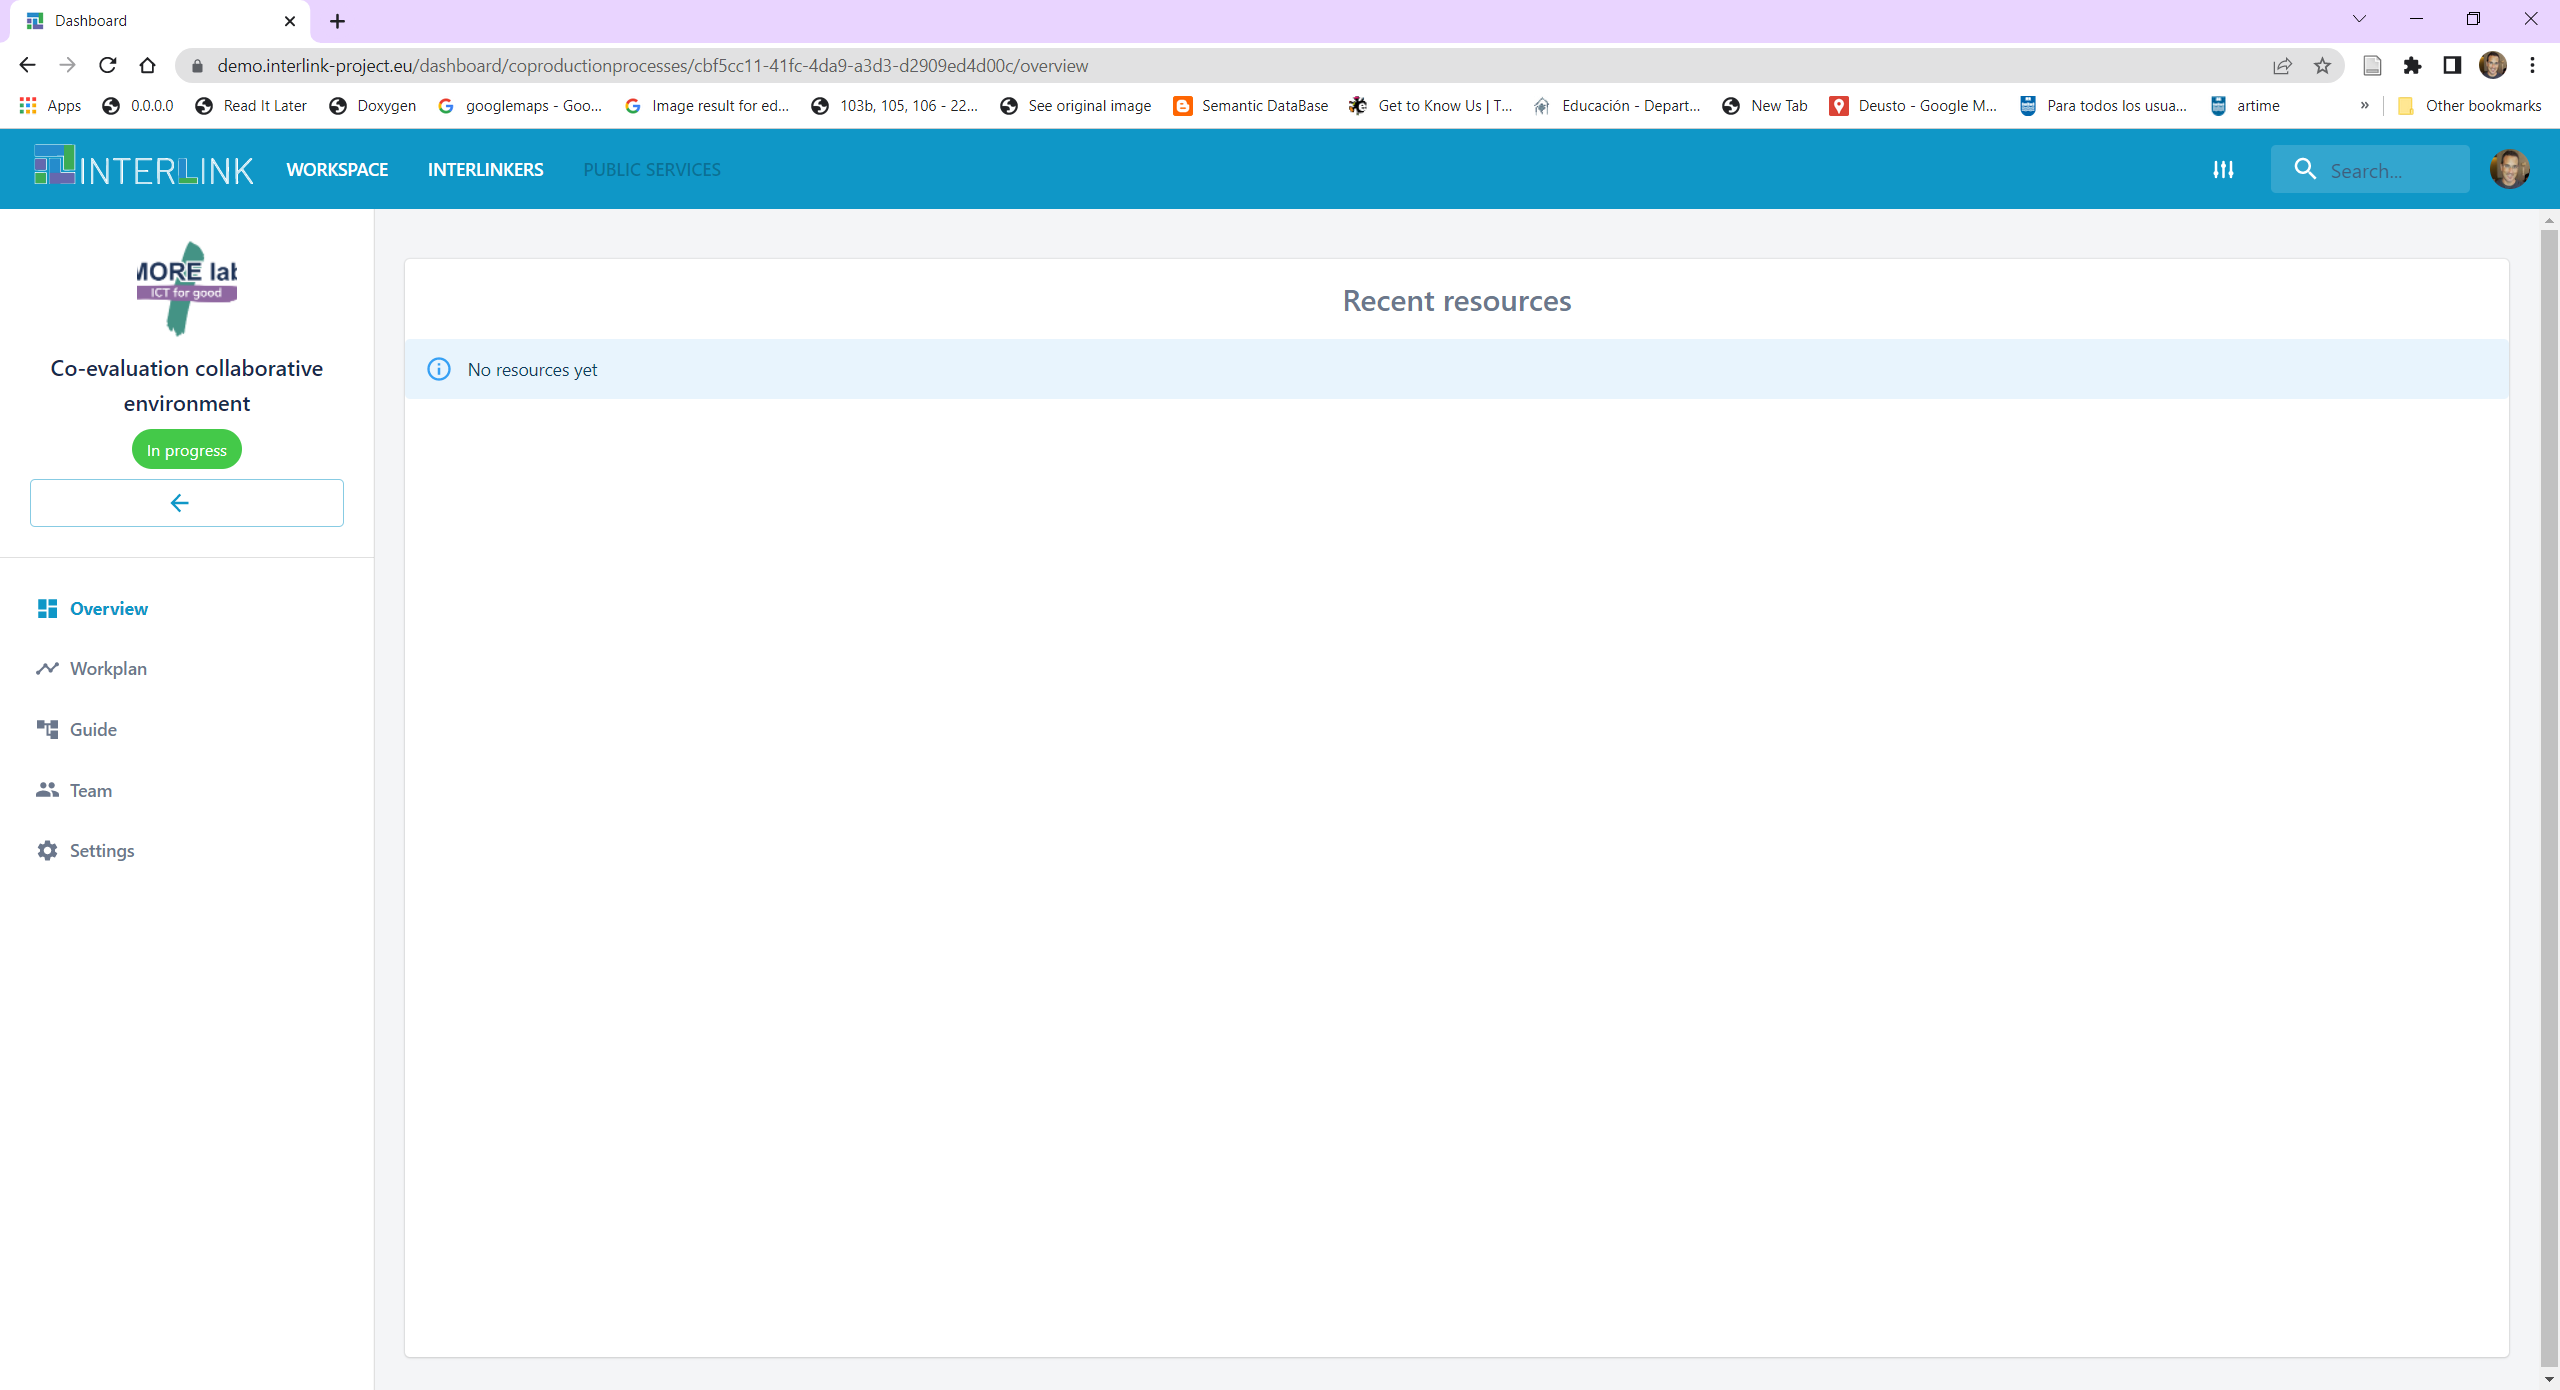 Dashboard
demo.interlink-project.eu/dashboard/coproductionprocesses/cbf5cc11-41fc-4da9-a3d3-d2909ed4d00c/overview
Apps 0.0.0.0 Read It Later Doxygen googlemaps - Goo... Image result for ed... 103b, 105, 106 - 22... See original image Semantic DataBase Get to Know Us | T... Educación - Depart... New Tab Deusto - Google M... Para todos los usua... artime » Other bookmarks
INTERLINK WORKSPACE INTERLINKERS PUBLIC SERVICES Search...
MORE lab
ICT for good
Co-evaluation collaborative
environment
In progress
Overview
Workplan
Guide
Team
Settings
Recent resources
No resources yet